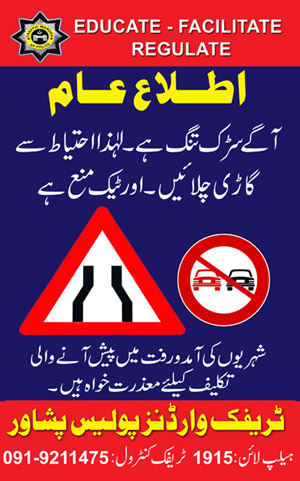 EDUCATE - FACILITATE
REGULATE
اطلاع عام
آگے سڑک تنگ ہے۔ لہٰذا احتیاط سے
گاڑی چلائیں۔ اورٹیک منع ہے
شہریوں کی آمدورفت میں پیش آنے والی
تکلیف کیلئے معذرت خواہ ہیں۔
ٹریفک وارڈنز پولیس پشاور
ہیلپ لائن: 1915 ٹریفک کنٹرول: 091-9211475